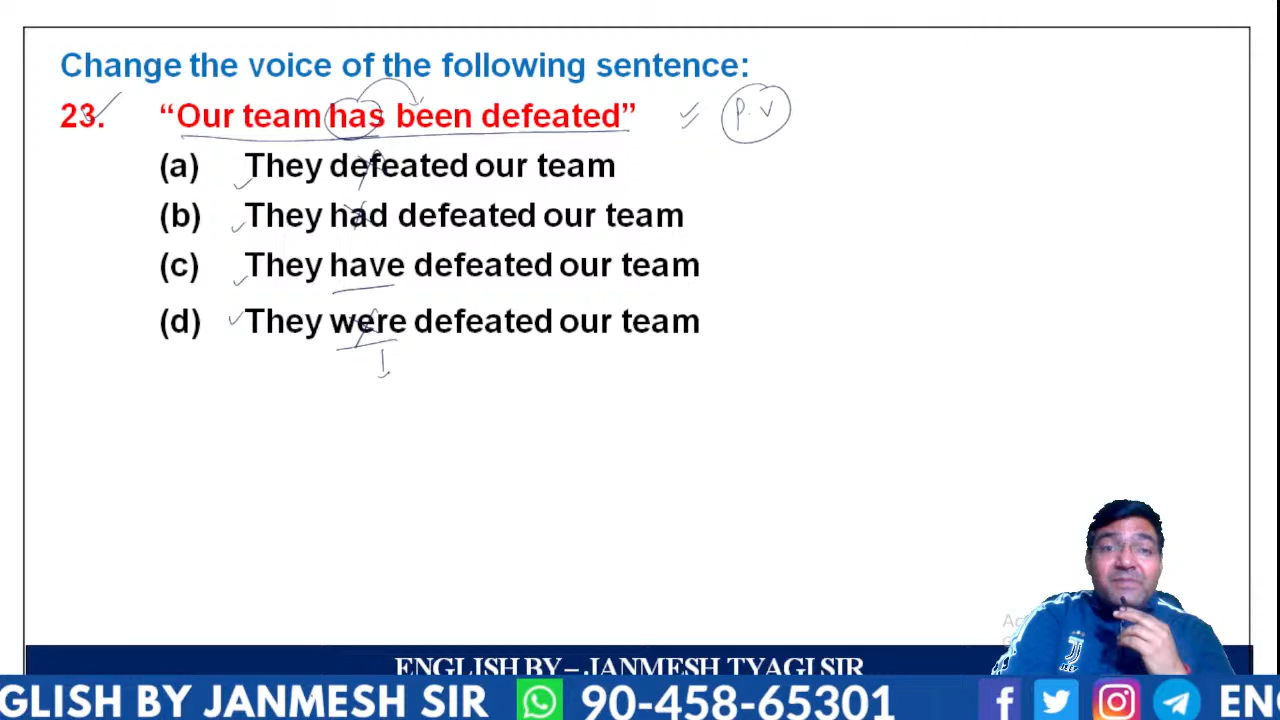 Change the voice of the following sentence:
23. “Our team has been defeated” P.V
(a) They defeated our team
(b) They had defeated our team
(c) They have defeated our team
(d) They were defeated our team
ENGLISH BY – JANMESH TYAGI SIR
GLISH BY JANMESH SIR 90-458-65301 EN